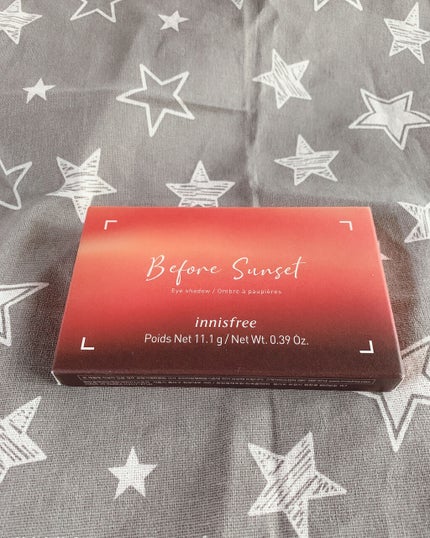 Before Sunset
Eye shadow / Ombre à paupières
innisfree
Poids Net 11.1 g / Net Wt. 0.39 Oz.